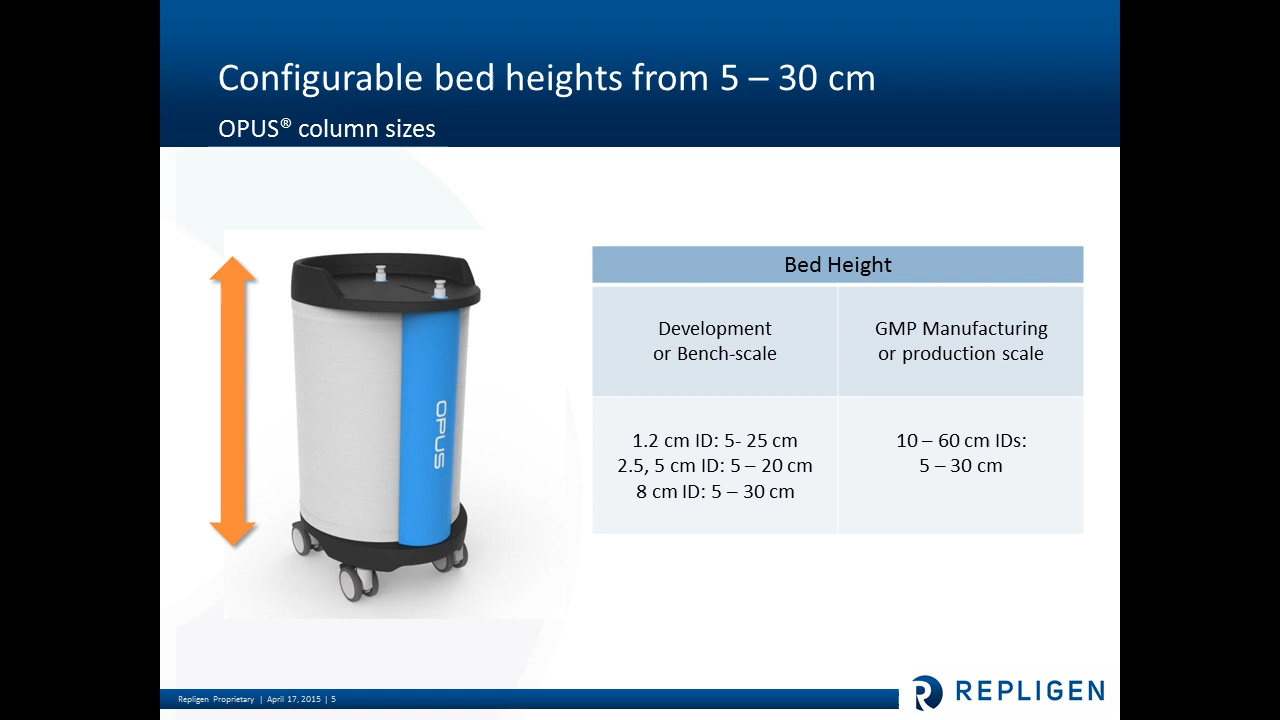 Configurable bed heights from 5 – 30 cm
OPUS® column sizes
OPUS
Bed Height
Development
or Bench-scale
GMP Manufacturing
or production scale
1.2 cm ID: 5- 25 cm
2.5, 5 cm ID: 5 – 20 cm
8 cm ID: 5 – 30 cm
10 – 60 cm IDs:
5 – 30 cm
Repligen Proprietary | April 17, 2015 | 5
REPLIGEN